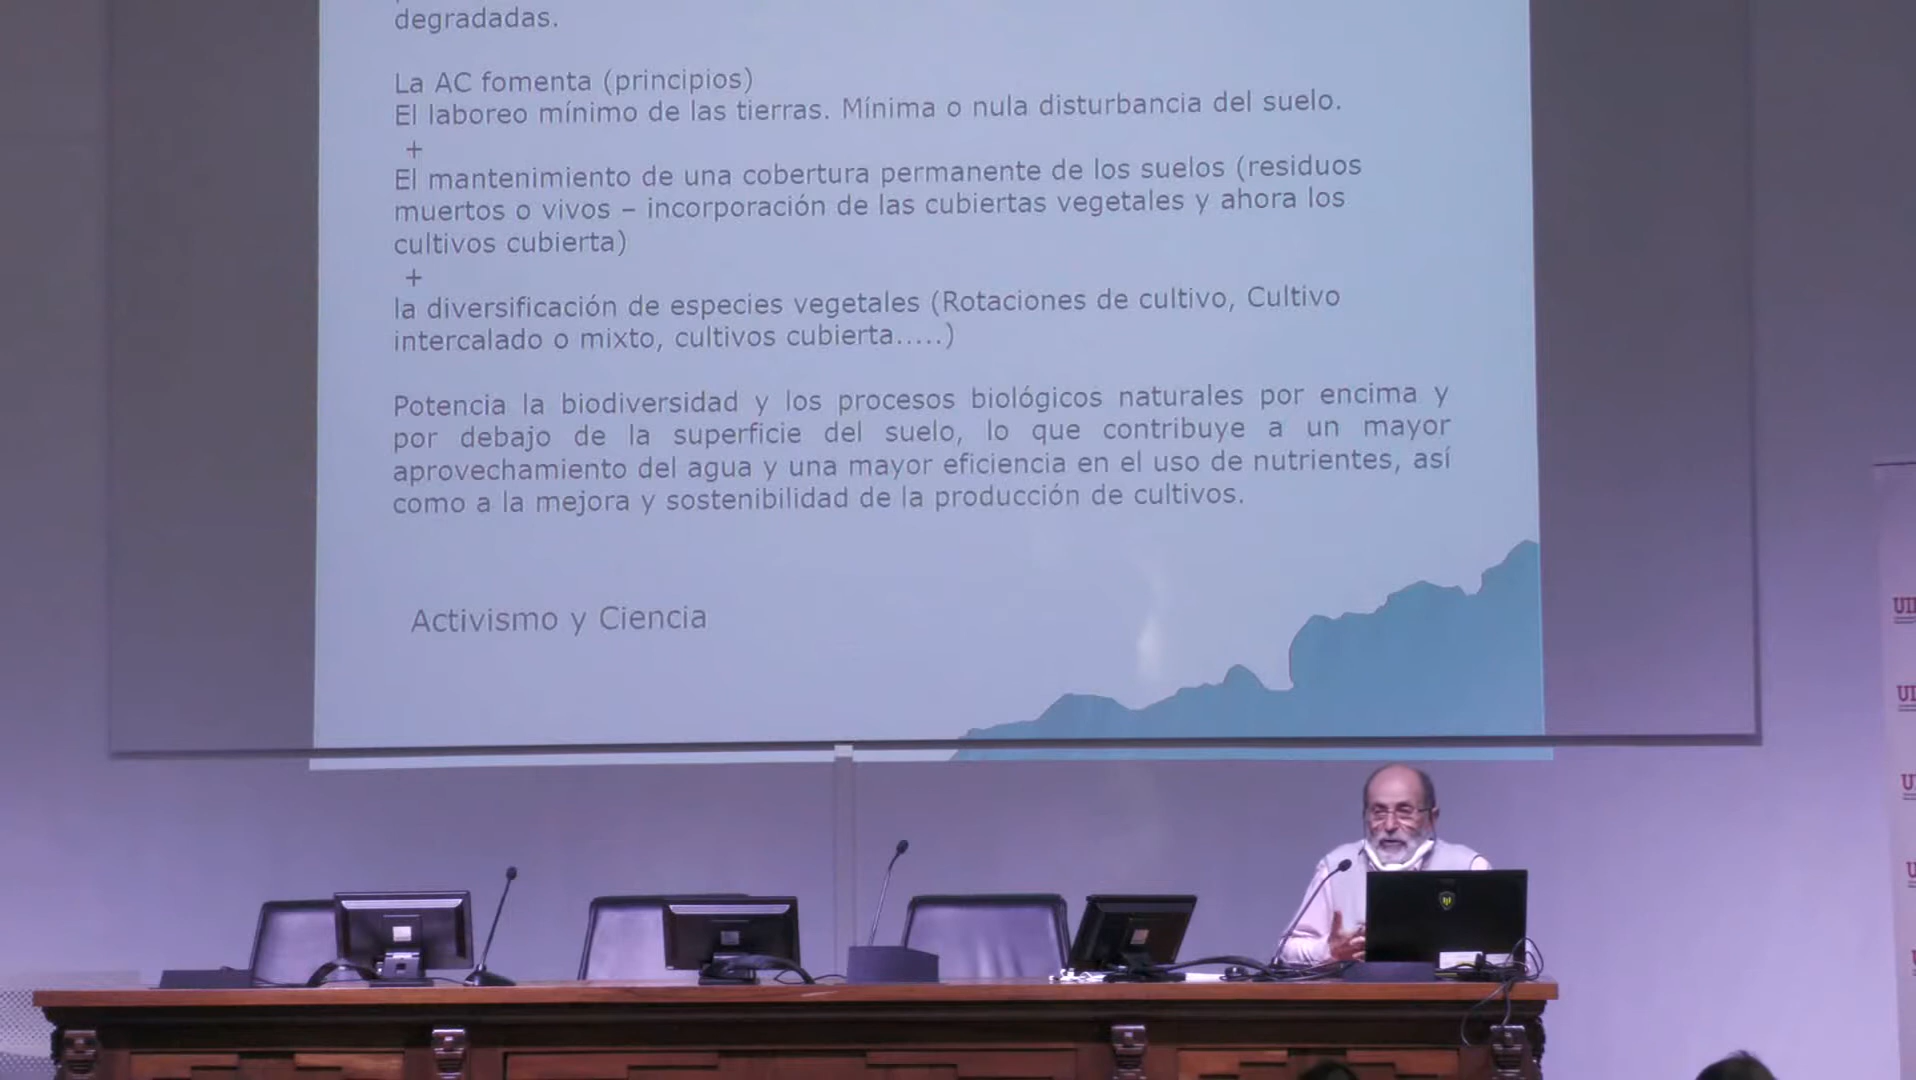 degradadas.
La AC fomenta (principios)
El laboreo mínimo de las tierras. Mínima o nula disturbancia del suelo.
+
El mantenimiento de una cobertura permanente de los suelos (residuos
muertos o vivos – incorporación de las cubiertas vegetales y ahora los
cultivos cubierta)
+
la diversificación de especies vegetales (Rotaciones de cultivo, Cultivo
intercalado o mixto, cultivos cubierta.....)
Potencia la biodiversidad y los procesos biológicos naturales por encima y
por debajo de la superficie del suelo, lo que contribuye a un mayor
aprovechamiento del agua y una mayor eficiencia en el uso de nutrientes, así
como a la mejora y sostenibilidad de la producción de cultivos.
Activismo y Ciencia